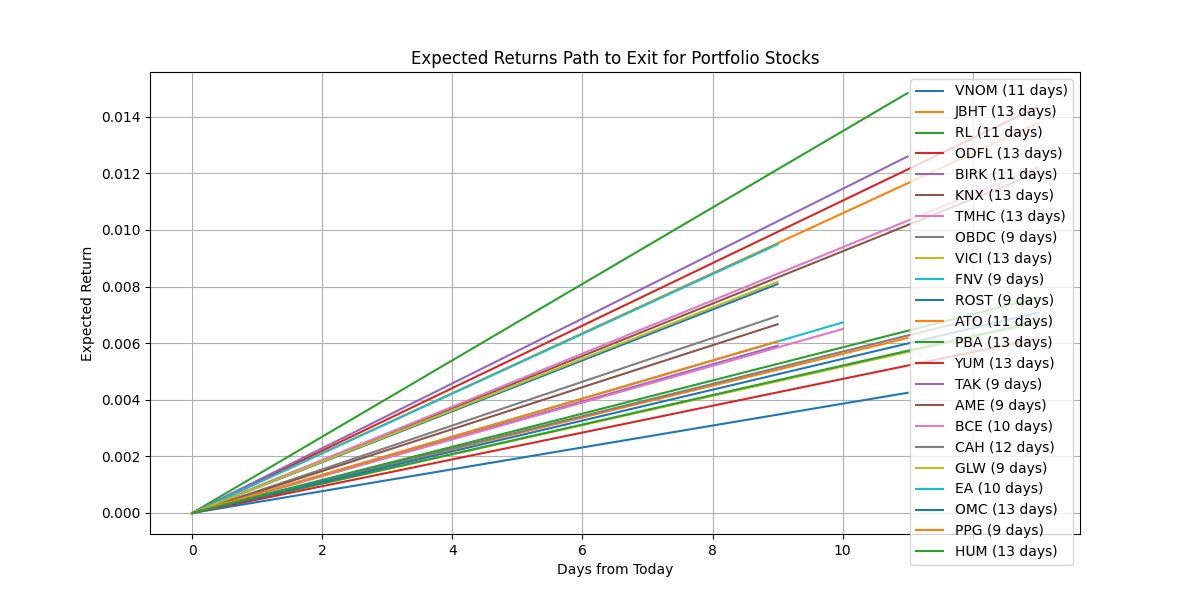 Expected Returns Path to Exit for Portfolio Stocks
Expected Return
0.014
0.012
0.010
0.008
0.006
0.004
0.002
0.000
0
2
4
6
8
10
Days from Today
VNOM (11 days)
JBHT (13 days)
RL (11 days)
ODFL (13 days)
BIRK (11 days)
KNX (13 days)
TMHC (13 days)
OBDC (9 days)
VICI (13 days)
FNV (9 days)
ROST (9 days)
ATO (11 days)
PBA (13 days)
YUM (13 days)
TAK (9 days)
AME (9 days)
BCE (10 days)
CAH (12 days)
GLW (9 days)
EA (10 days)
OMC (13 days)
PPG (9 days)
HUM (13 days)